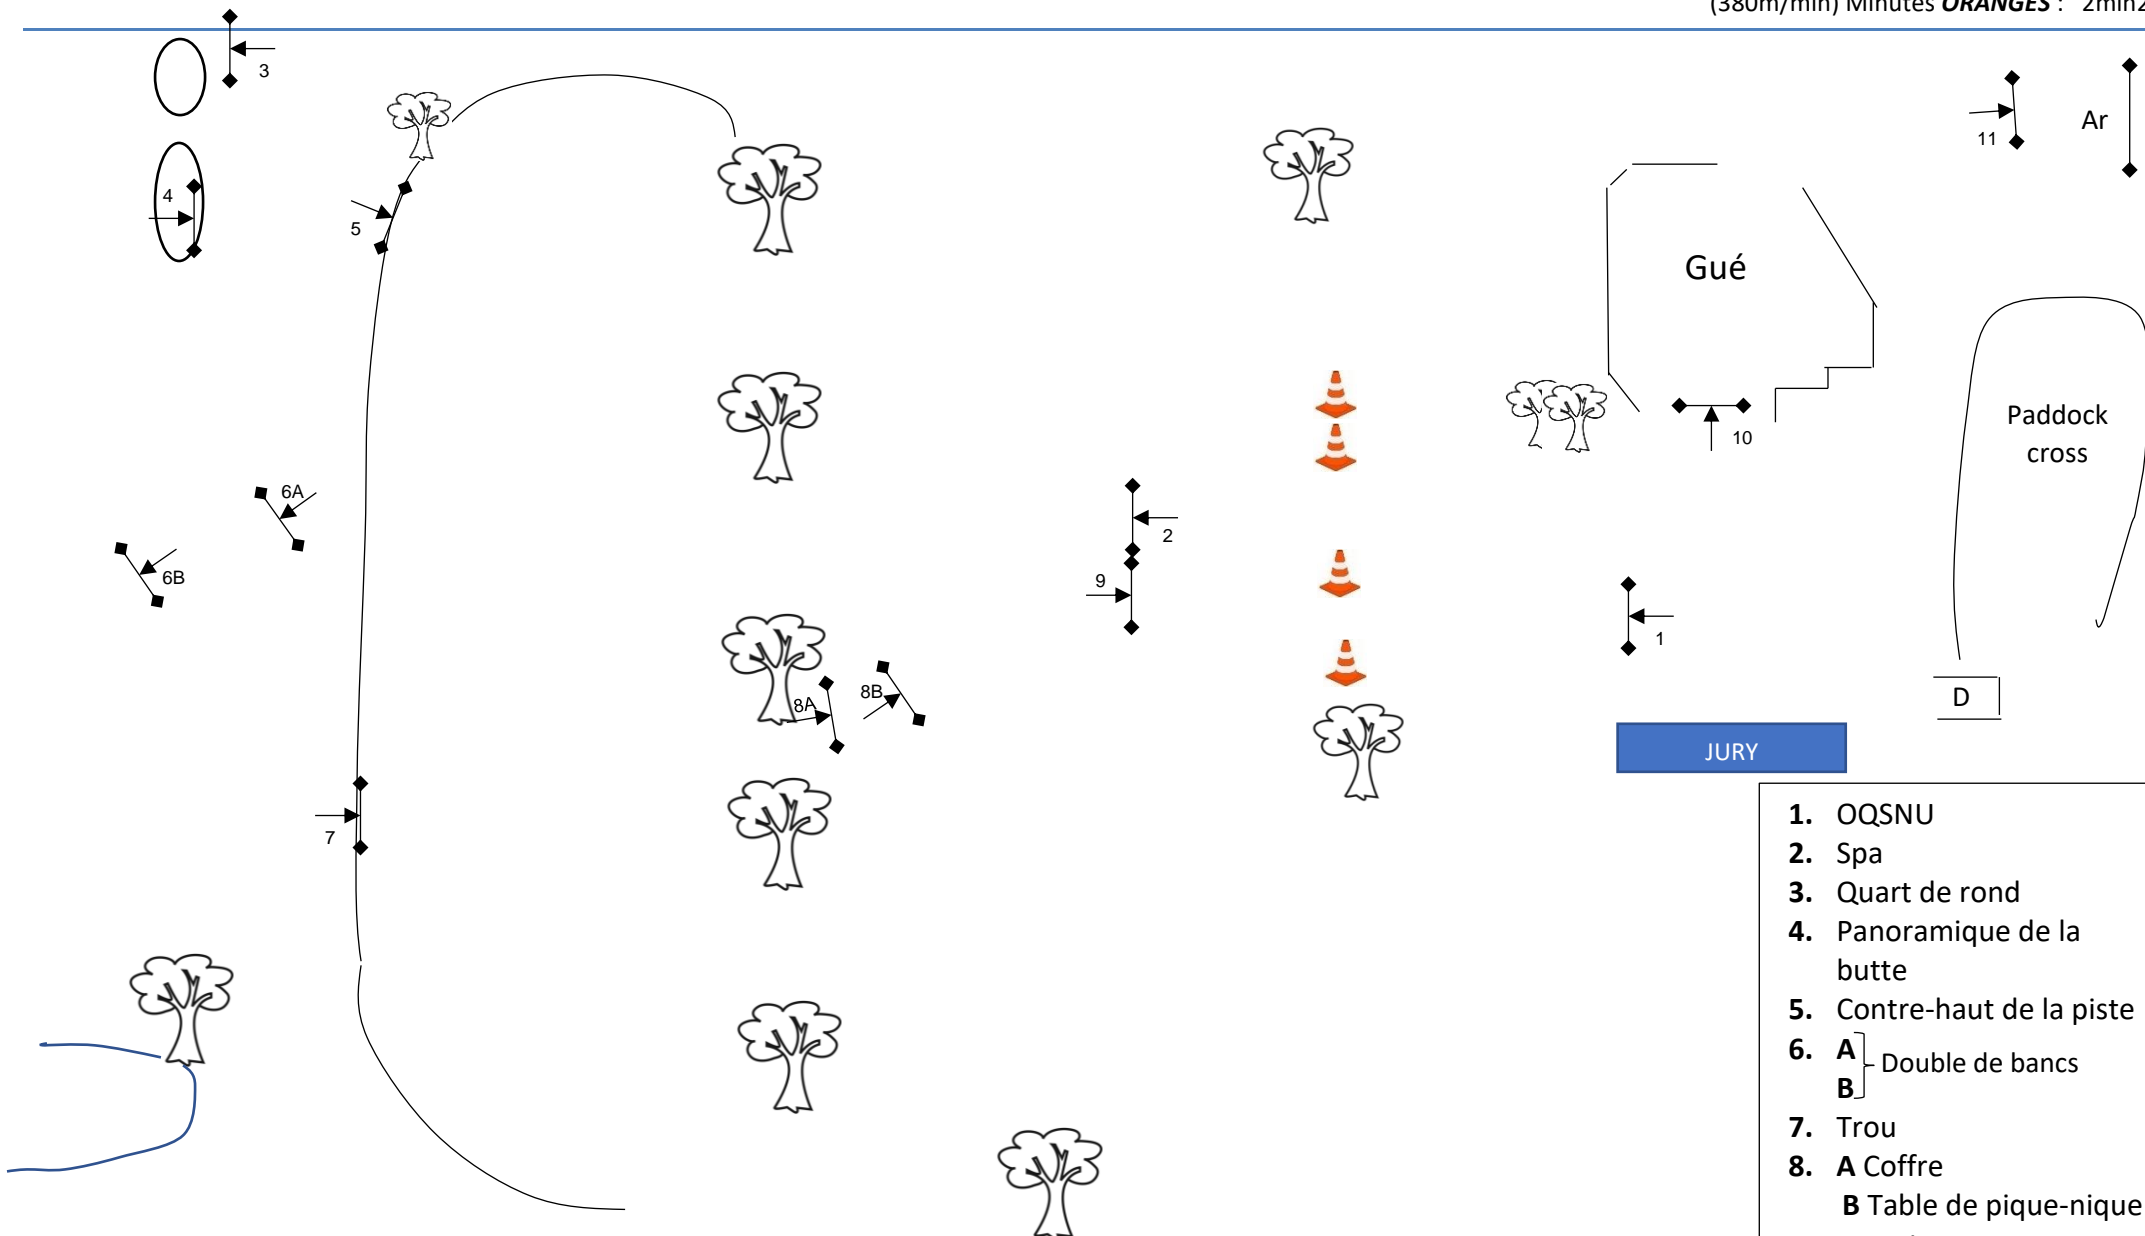 (380m/min) Minutes ORANGES : 2min2
3
11
Ar
4
5
Gué
Paddock
cross
10
6A
2
6B
9
1
8A
8B
D
7
JURY
1. OQSNU
2. Spa
3. Quart de rond
4. Panoramique de la
butte
5. Contre-haut de la piste
6. A
B
Double de bancs
7. Trou
8. A Coffre
B Table de pique-nique